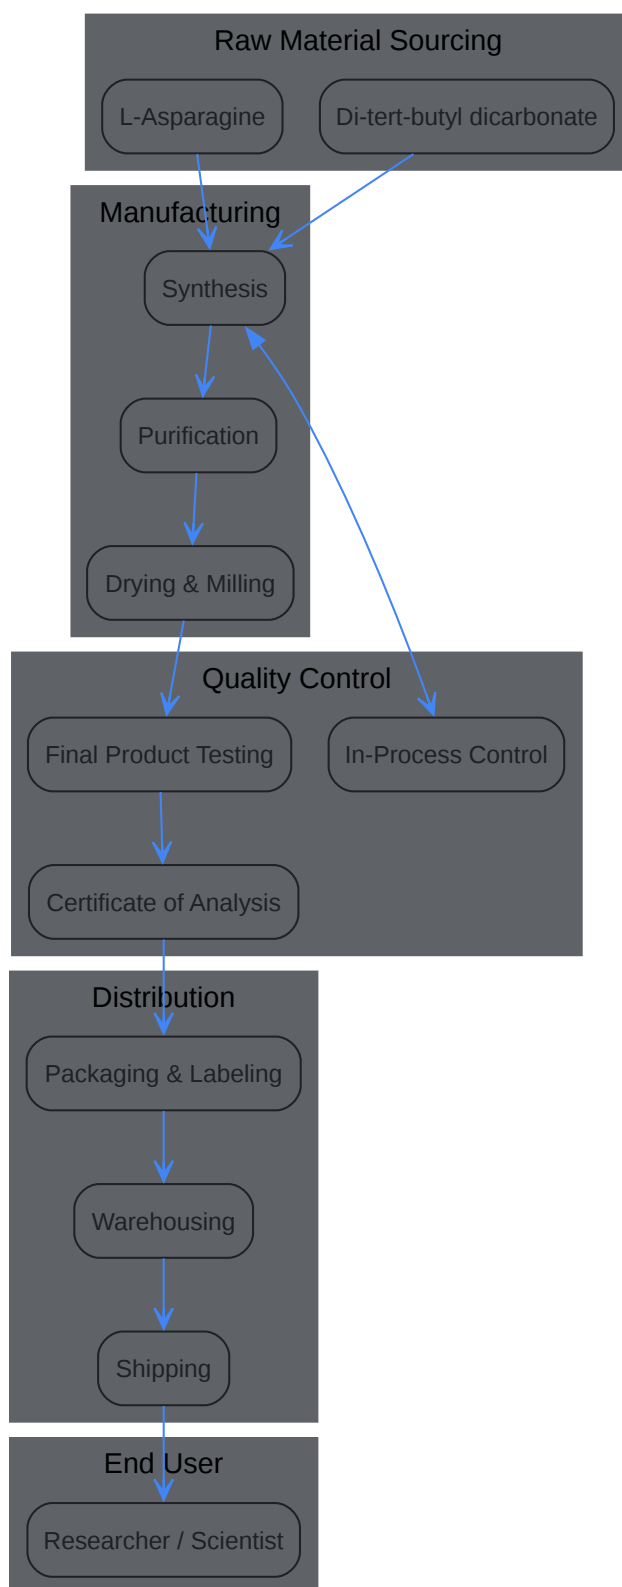 Raw Material Sourcing
L-Asparagine
Di-tert-butyl dicarbonate
Manufacturing
Synthesis
Purification
Drying & Milling
Quality Control
Final Product Testing
In-Process Control
Certificate of Analysis
Distribution
Packaging & Labeling
Warehousing
Shipping
End User
Researcher / Scientist